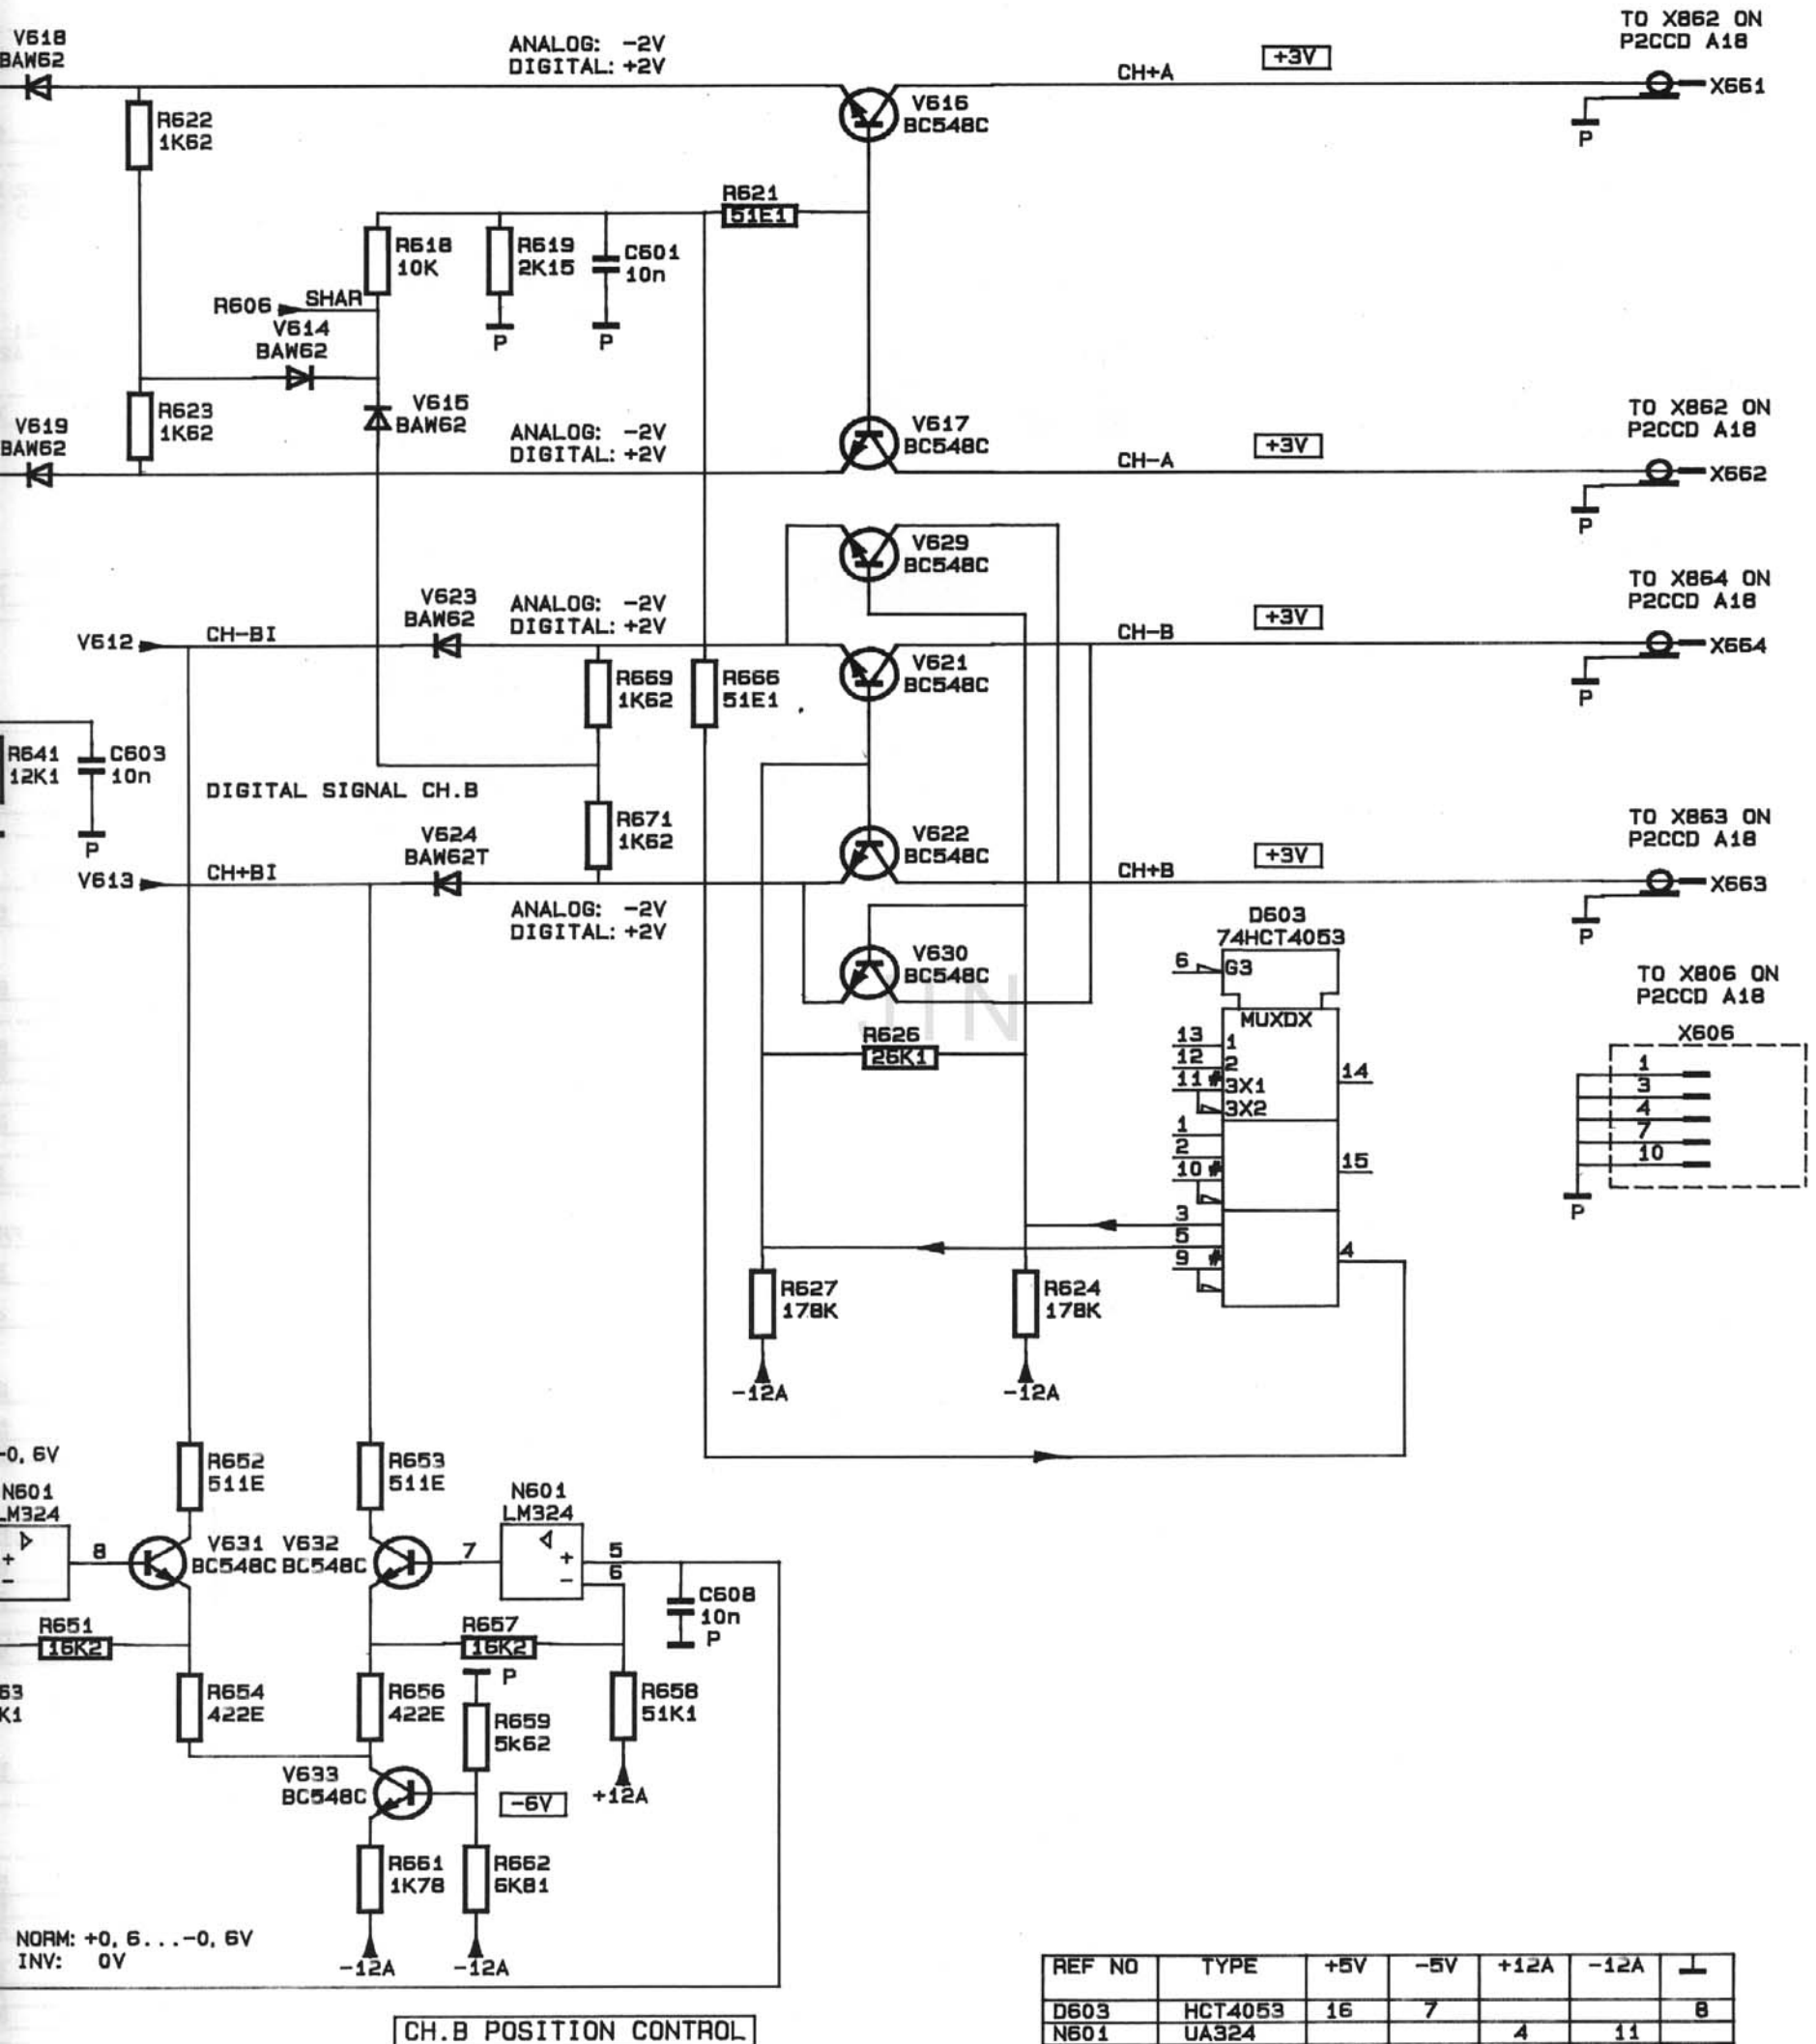 V618
BAW62
ANALOG: -2V
DIGITAL: +2V
CH+A
+3V
TO X862 ON
P2CCD A18
X661
P
R622
1K62
V616
BC548C
R621
51E1
R618
10K
R619
2K15
C601
10n
R606
SHAR
P
P
V614
BAW62
R623
1K62
V615
BAW62
V619
BAW62
ANALOG: -2V
DIGITAL: +2V
V617
BC548C
CH-A
+3V
TO X862 ON
P2CCD A18
X662
P
V629
BC548C
V612
CH-BI
V623
BAW62
ANALOG: -2V
DIGITAL: +2V
CH-B
+3V
TO X864 ON
P2CCD A18
X664
P
R669
1K62
R666
51E1
V621
BC548C
R641
12K1
C603
10n
P
DIGITAL SIGNAL CH.B
R671
1K62
V622
BC548C
V624
BAW62T
V613
CH+BI
CH+B
+3V
TO X863 ON
P2CCD A18
X663
P
ANALOG: -2V
DIGITAL: +2V
V630
BC548C
JIN
R626
26K1
D603
74HCT4053
6
G3
MUXDX
13
1
12
2
11 #
3X1
3X2
14
1
2
10 #
15
3
5
9 #
4
TO X806 ON
P2CCD A18
X606
1
3
4
7
10
P
R627
178K
R624
178K
-12A
-12A
-0,6V
N601
LM324
+
-
8
R652
511E
R653
511E
N601
LM324
+
-
7
5
6
V631
BC548C
V632
BC548C
C608
10n
P
R651
16K2
R657
16K2
P
63
K1
R654
422E
R656
422E
R659
5K62
R658
51K1
+12A
V633
BC548C
-6V
R661
1K78
R662
6K81
-12A
-12A
NORM: +0,6...-0,6V
INV: 0V
CH.B POSITION CONTROL
REF NO TYPE +5V -5V +12A -12A ⊥
D603 HCT4053 16 7 8
N601 UA324 4 11